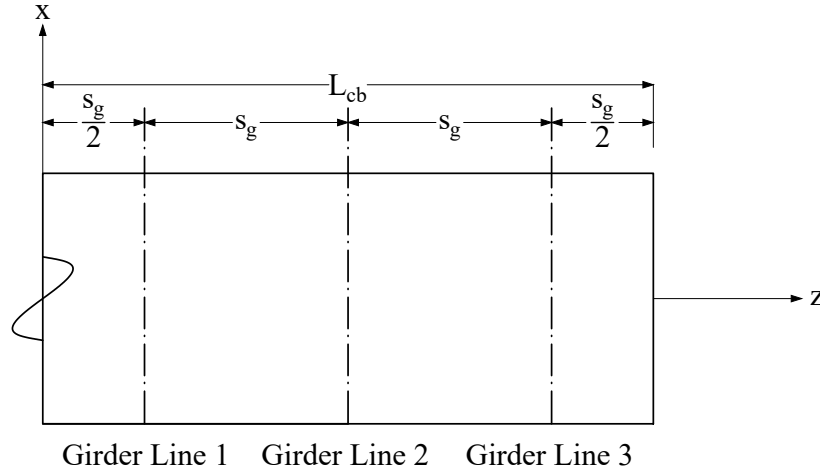 x
L_cb
s_g/2 s_g s_g s_g/2
z
Girder Line 1 Girder Line 2 Girder Line 3